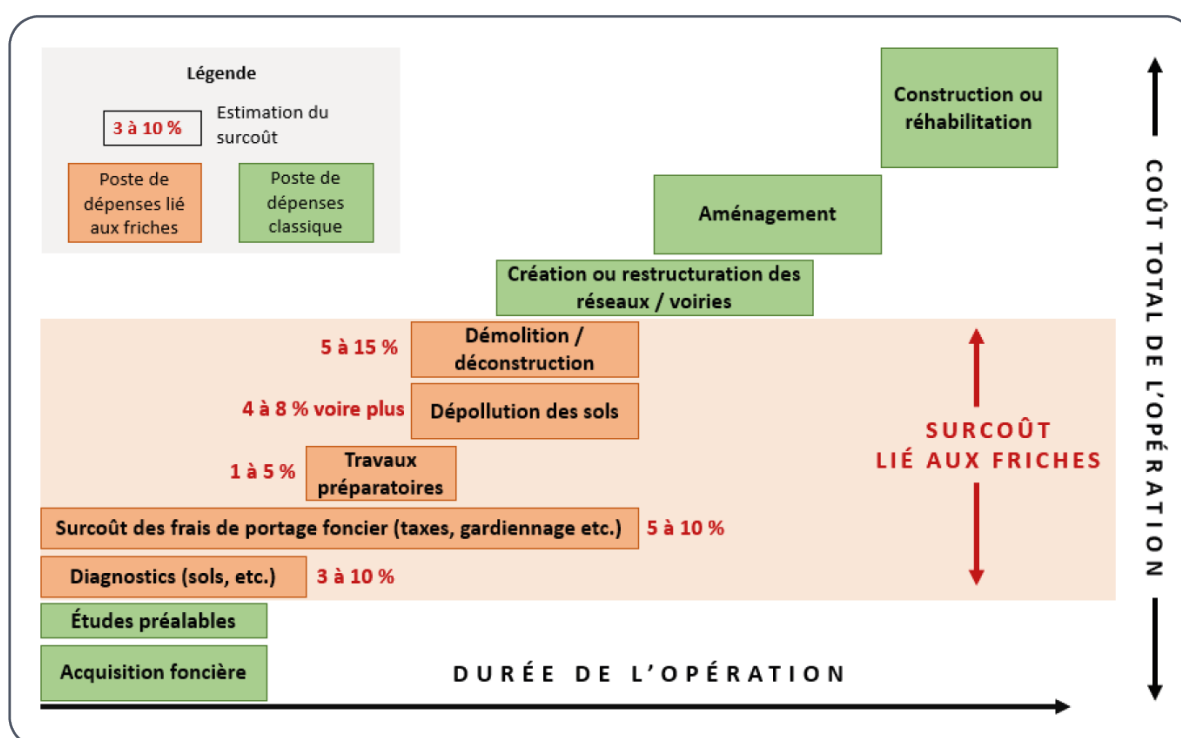 Légende
3 à 10 %
Estimation du
surcoût
Poste de
dépenses lié
aux friches
Poste de
dépenses
classique
Construction ou
réhabilitation
Aménagement
Création ou restructuration des
réseaux / voiries
5 à 15 %
Démolition /
déconstruction
4 à 8 % voire plus
Dépollution des sols
1 à 5 %
Travaux
préparatoires
Surcoût des frais de portage foncier (taxes, gardiennage etc.)
5 à 10 %
Diagnostics (sols, etc.)
3 à 10 %
SURCOÛT
LIÉ AUX FRICHES
Études préalables
Acquisition foncière
DURÉE DE L’OPÉRATION
COÛT TOTAL DE L’OPÉRATION